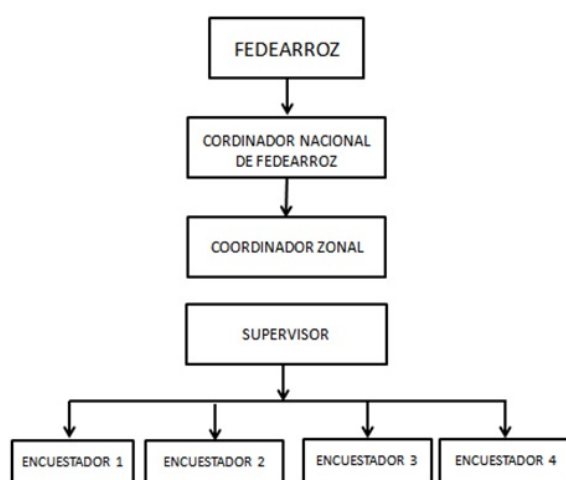 FEDEARROZ
CORDINADOR NACIONAL
DE FEDEARROZ
COORDINADOR ZONAL
SUPERVISOR
ENCUESTADOR 1
ENCUESTADOR 2
ENCUESTADOR 3
ENCUESTADOR 4